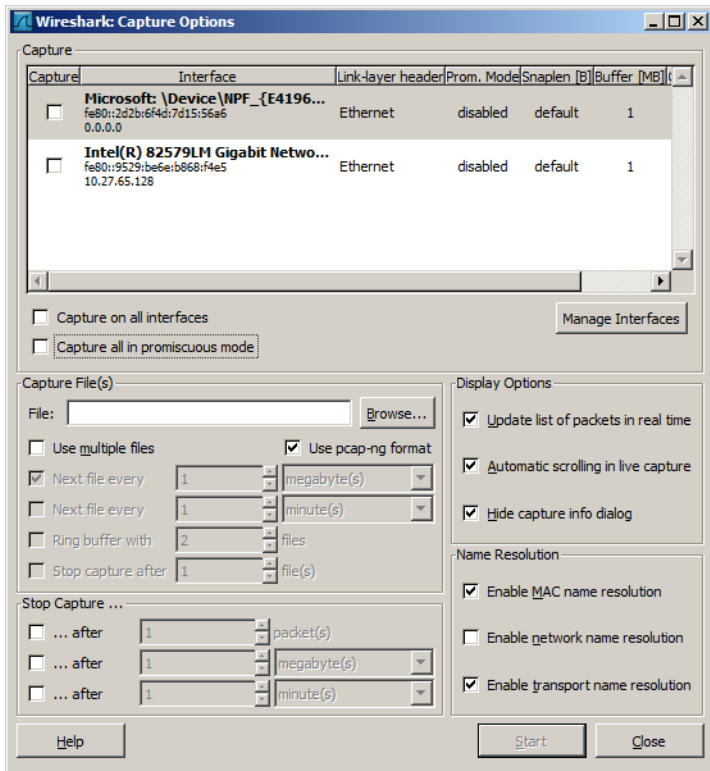 Wireshark: Capture Options
Capture
Capture Interface Link-layer header Prom. Mode Snaplen [B] Buffer [MB]
Microsoft: \Device\NPF_{E4196...
fe80::2d2b:6f4d:7d15:56a6 Ethernet disabled default 1
0.0.0.0
Intel(R) 82579LM Gigabit Netwo...
fe80::9529:be6e:b868:f4e5 Ethernet disabled default 1
10.27.65.128
Capture on all interfaces Manage Interfaces
Capture all in promiscuous mode
Capture File(s)
File: Browse...
Use multiple files Use pcap-ng format
Next file every 1 megabyte(s)
Next file every 1 minute(s)
Ring buffer with 2 files
Stop capture after 1 file(s)
Stop Capture ...
... after 1 packet(s)
... after 1 megabyte(s)
... after 1 minute(s)
Display Options
Update list of packets in real time
Automatic scrolling in live capture
Hide capture info dialog
Name Resolution
Enable MAC name resolution
Enable network name resolution
Enable transport name resolution
Help Start Close